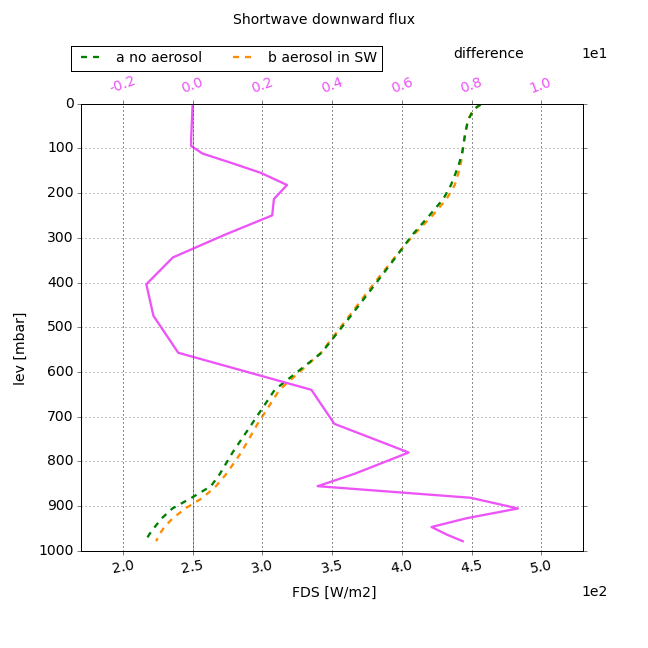 Shortwave downward flux
a no aerosol b aerosol in SW difference 1e1
-0.2 0.0 0.2 0.4 0.6 0.8 1.0
0
100
200
300
400
500
600
700
800
900
1000
lev [mbar]
2.0 2.5 3.0 3.5 4.0 4.5 5.0
FDS [W/m2] 1e2